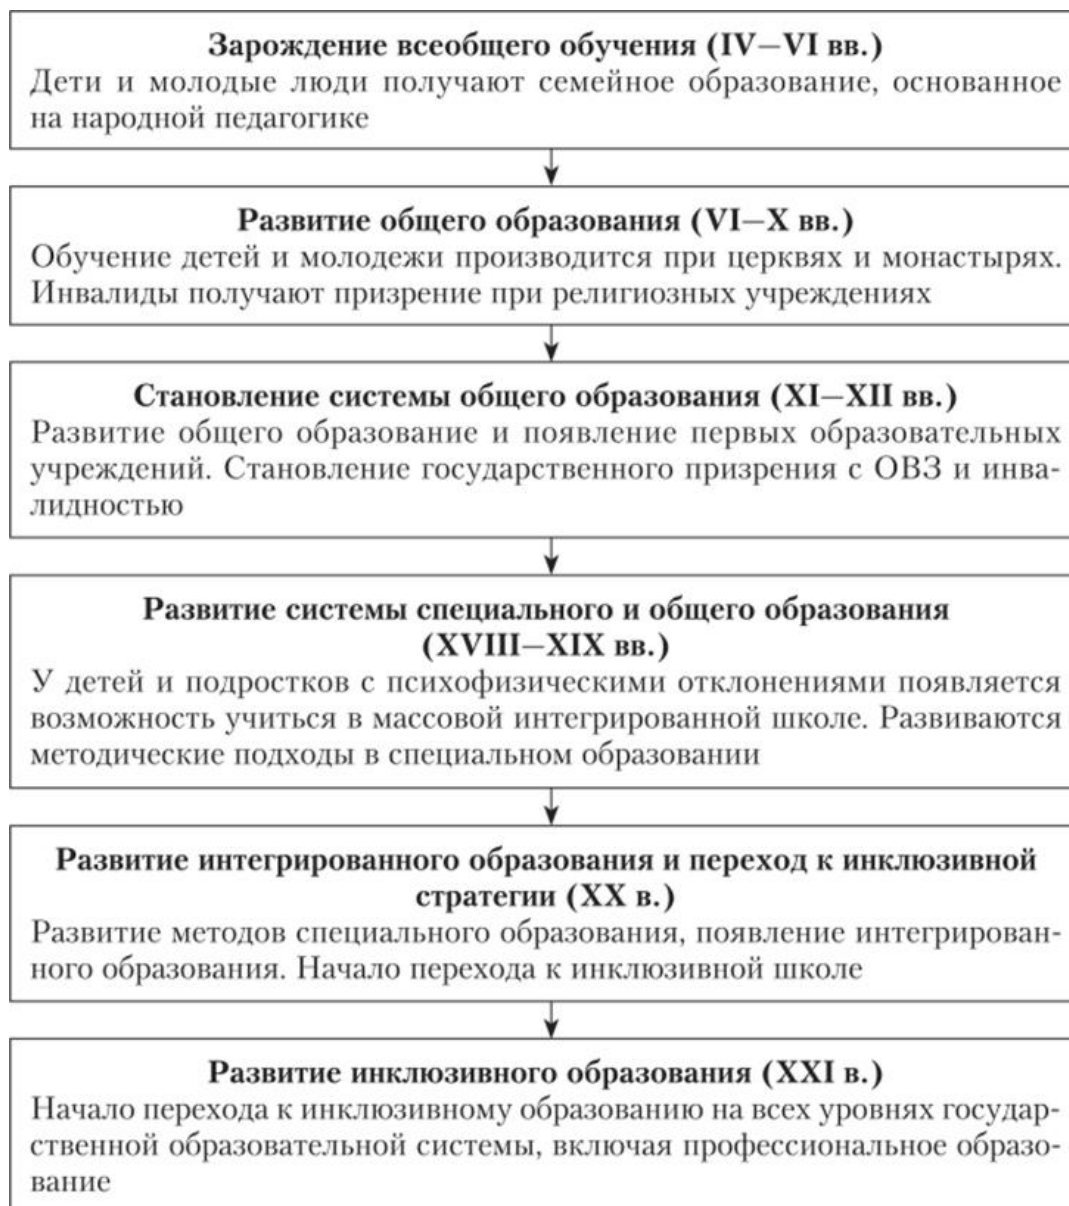 Зарождение всеобщего обучения (IV—VI вв.)
Дети и молодые люди получают семейное образование, основанное
на народной педагогике
Развитие общего образования (VI—X вв.)
Обучение детей и молодежи производится при церквях и монастырях.
Инвалиды получают призрение при религиозных учреждениях
Становление системы общего образования (XI—XII вв.)
Развитие общего образование и появление первых образовательных
учреждений. Становление государственного призрения с ОВЗ и инва-
лидностью
Развитие системы специального и общего образования
(XVIII—XIX вв.)
У детей и подростков с психофизическими отклонениями появляется
возможность учиться в массовой интегрированной школе. Развиваются
методические подходы в специальном образовании
Развитие интегрированного образования и переход к инклюзивной
стратегии (XX в.)
Развитие методов специального образования, появление интегрирован-
ного образования. Начало перехода к инклюзивной школе
Развитие инклюзивного образования (XXI в.)
Начало перехода к инклюзивному образованию на всех уровнях государ-
ственной образовательной системы, включая профессиональное образо-
вание